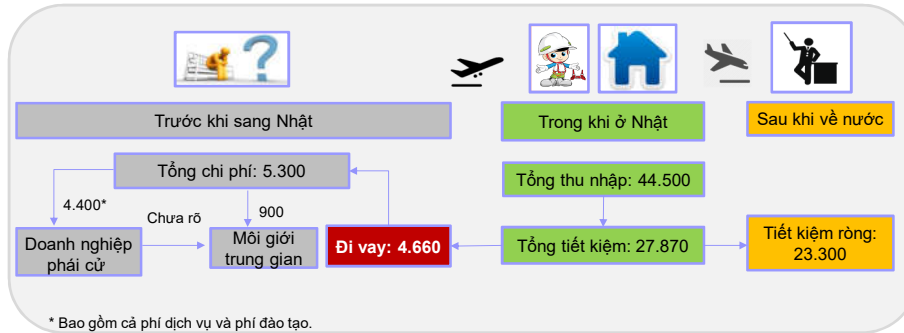 Trước khi sang Nhật
Trong khi ở Nhật
Sau khi về nước
Tổng chi phí: 5.300
Tổng thu nhập: 44.500
4.400*
Chưa rõ
900
Doanh nghiệp
phái cử
Môi giới
trung gian
Đi vay: 4.660
Tổng tiết kiệm: 27.870
Tiết kiệm ròng:
23.300
* Bao gồm cả phí dịch vụ và phí đào tạo.